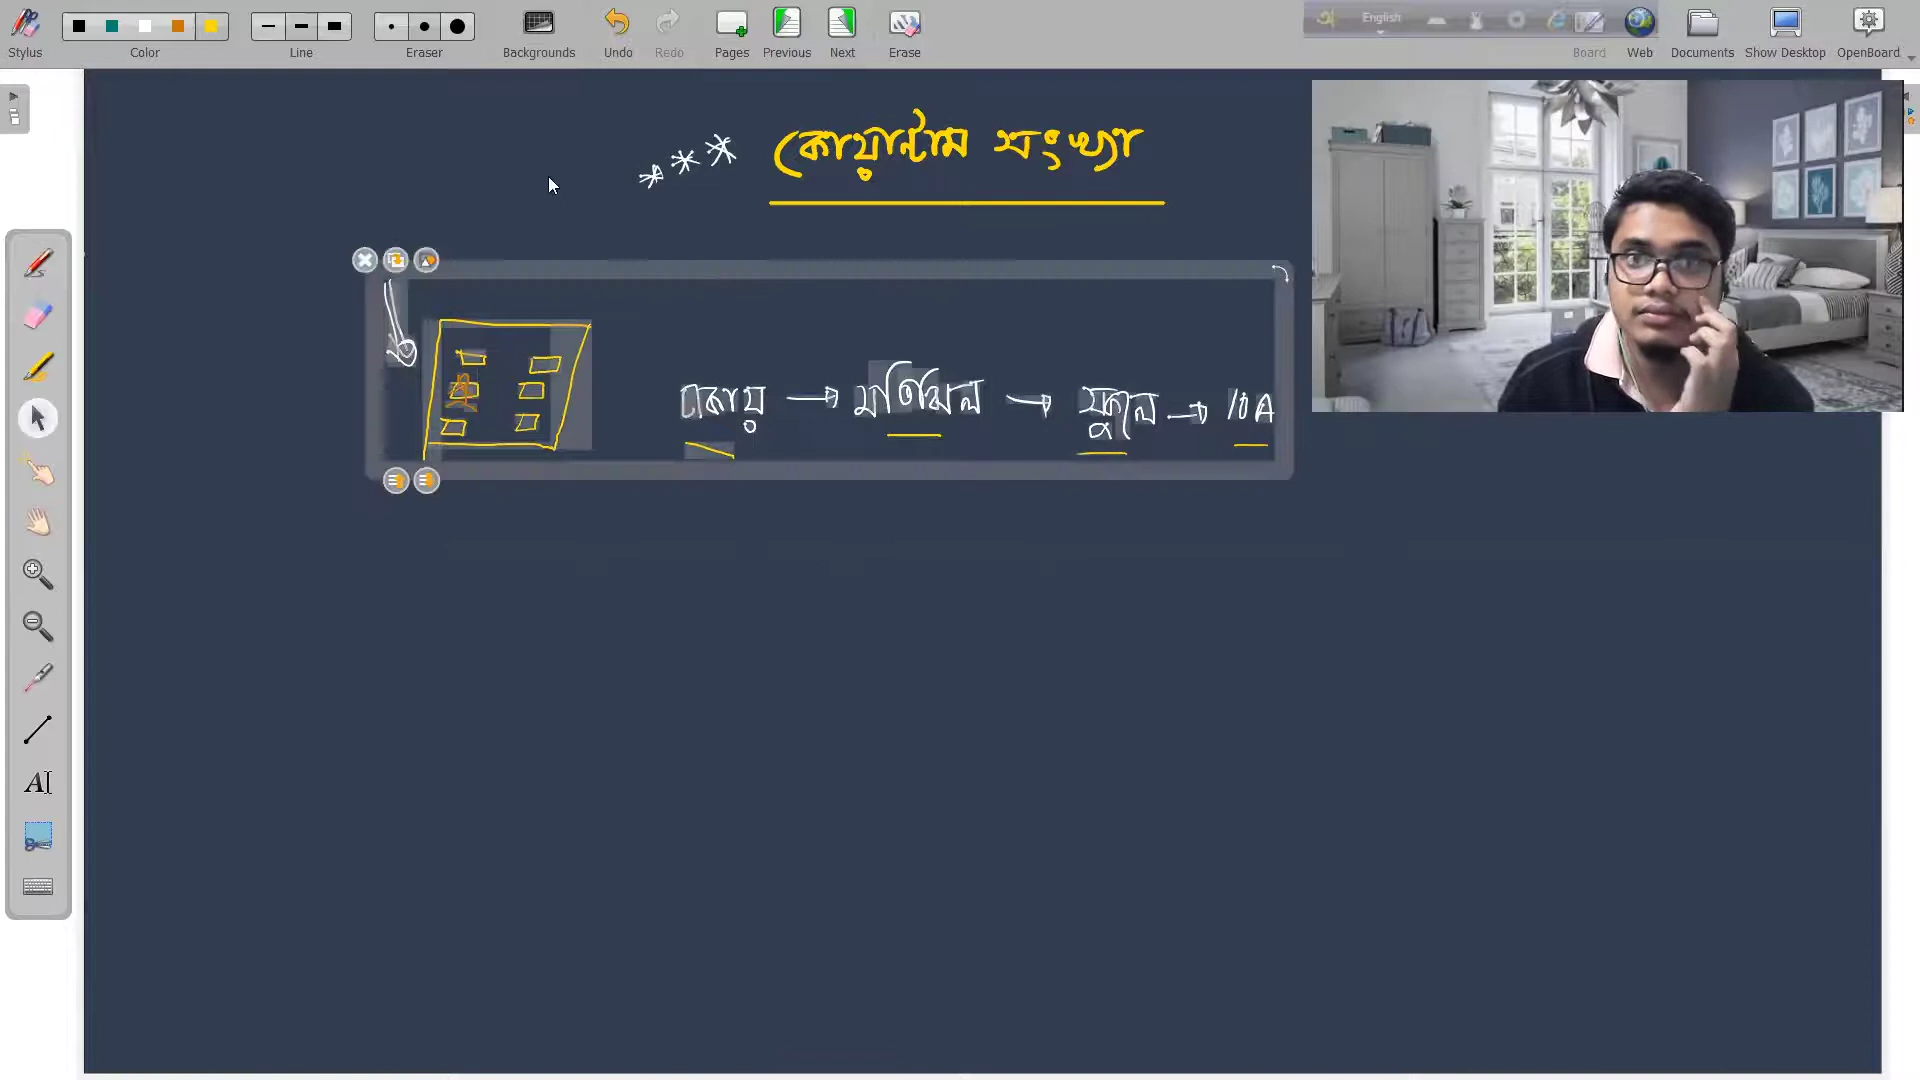 Stylus Color Line Eraser Backgrounds Undo Redo Pages Previous Next Erase Board Web Documents Show Desktop OpenBoard
English
*** কোয়ান্টাম সংখ্যা
ঢাকায় → মতিঝিল → স্কুলে → 10A